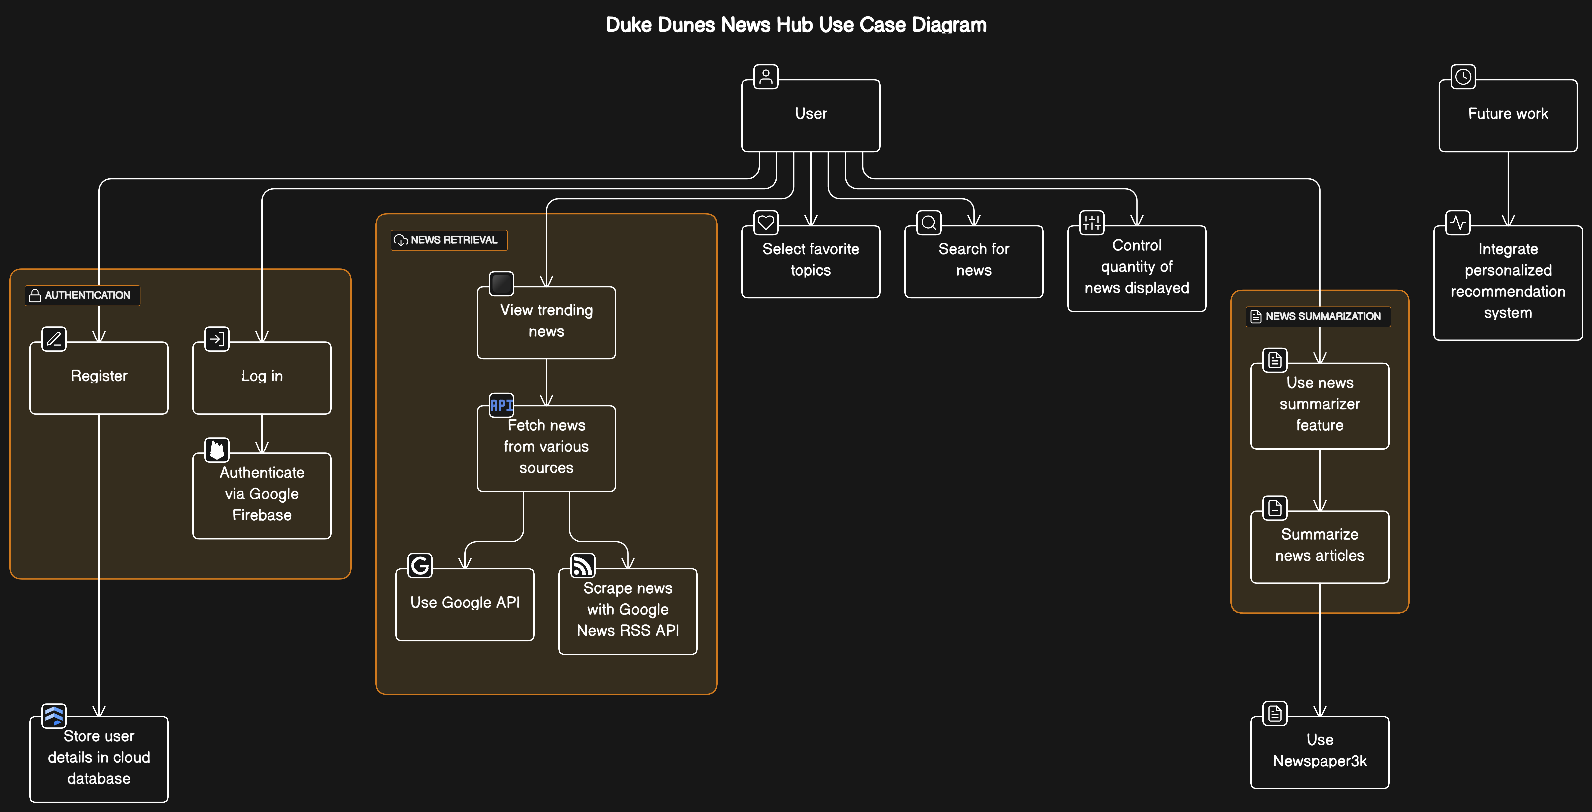 Duke Dunes News Hub Use Case Diagram
User
Future work
AUTHENTICATION
Register
Log in
Authenticate
via Google
Firebase
Store user
details in cloud
database
NEWS RETRIEVAL
View trending
news
API
Fetch news
from various
sources
G
Use Google API
Scrape news
with Google
News RSS API
Select favorite
topics
Search for
news
Control
quantity of
news displayed
NEWS SUMMARIZATION
Use news
summarizer
feature
Summarize
news articles
Use
Newspaper3k
Integrate
personalized
recommendation
system